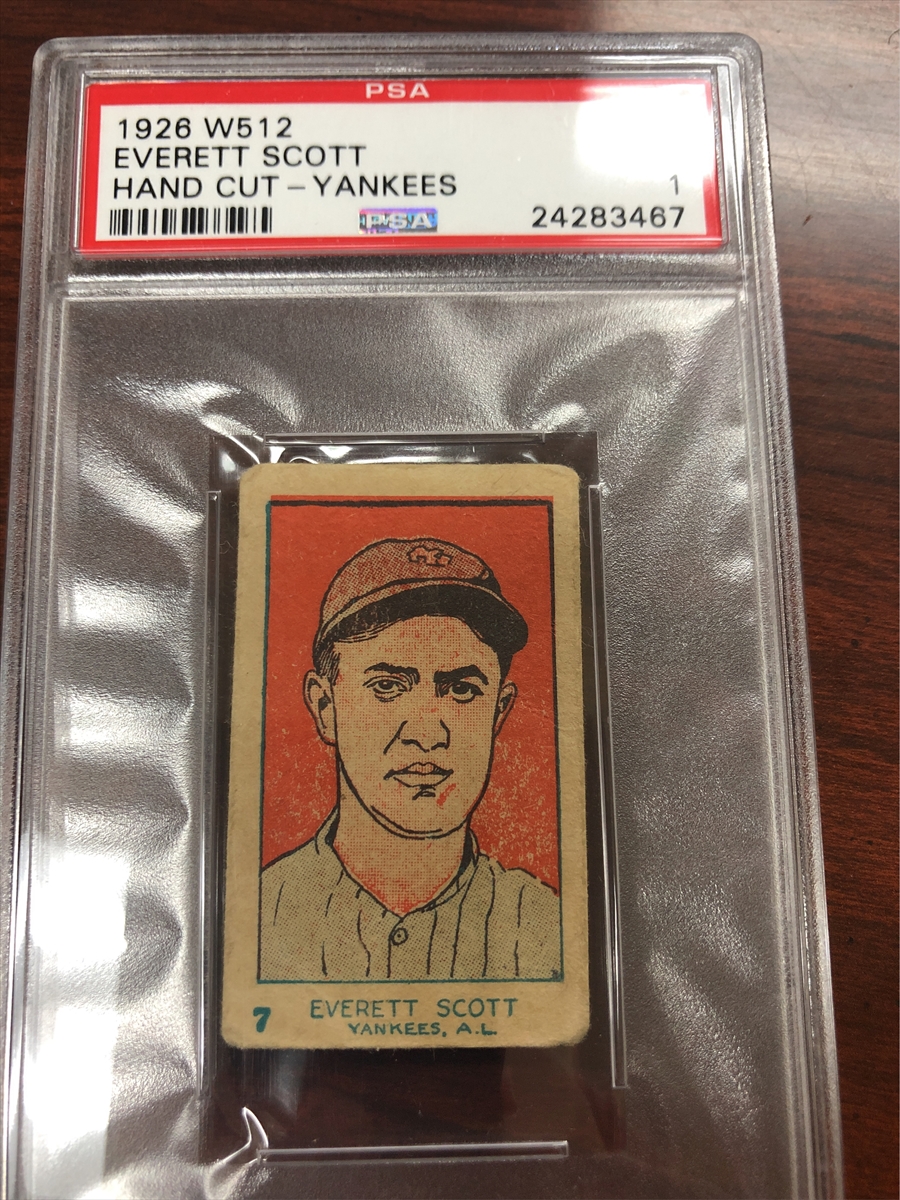 PSA
1926 W512
EVERETT SCOTT
HAND CUT - YANKEES 1
PSA 24283467
7 EVERETT SCOTT
YANKEES, A.L.